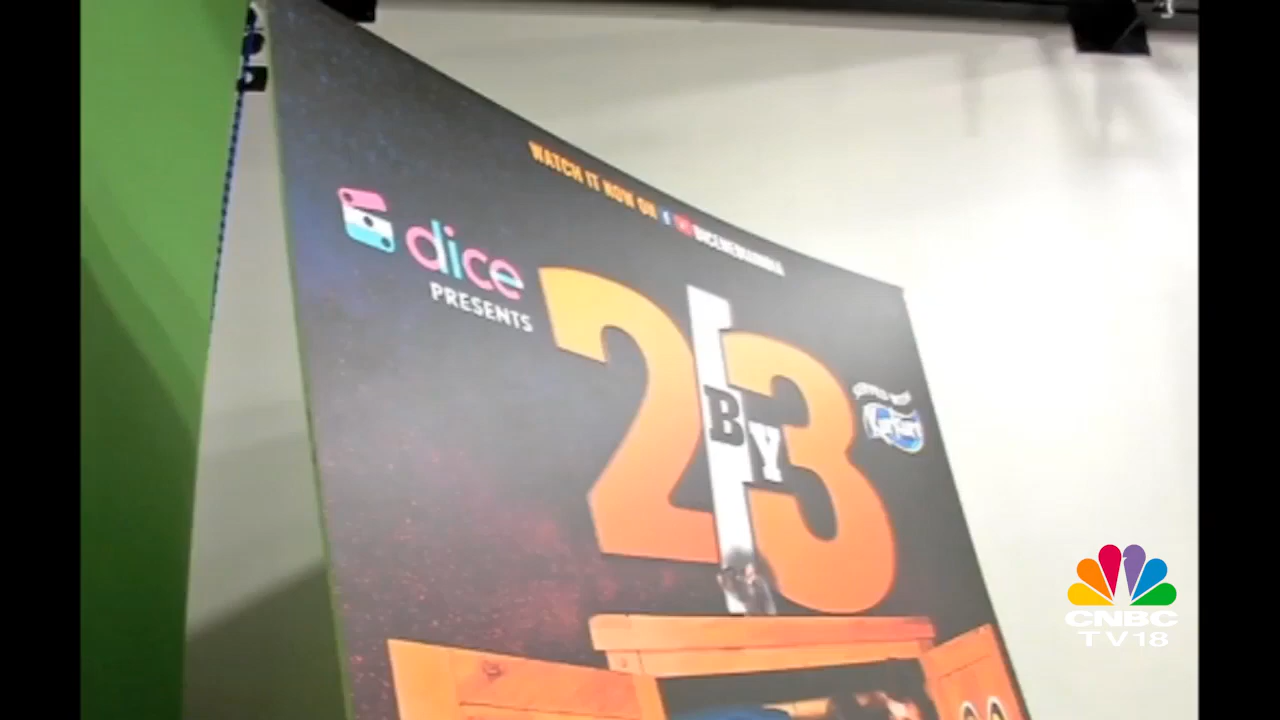 WATCH IT NOW ON
dice
PRESENTS
2 BY 3
CNBC
TV18